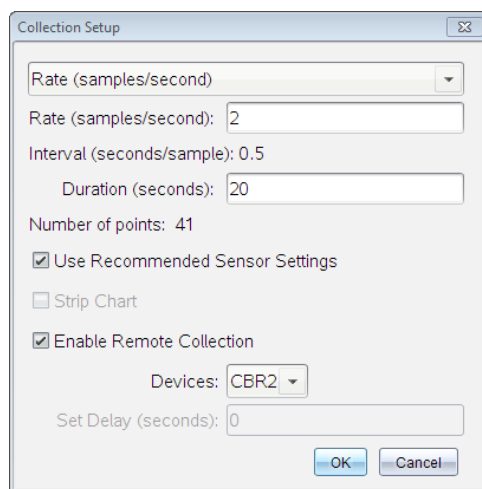 Collection Setup
Rate (samples/second)
Rate (samples/second): 2
Interval (seconds/sample): 0.5
Duration (seconds): 20
Number of points: 41
Use Recommended Sensor Settings
Strip Chart
Enable Remote Collection
Devices: CBR2
Set Delay (seconds): 0
OK Cancel